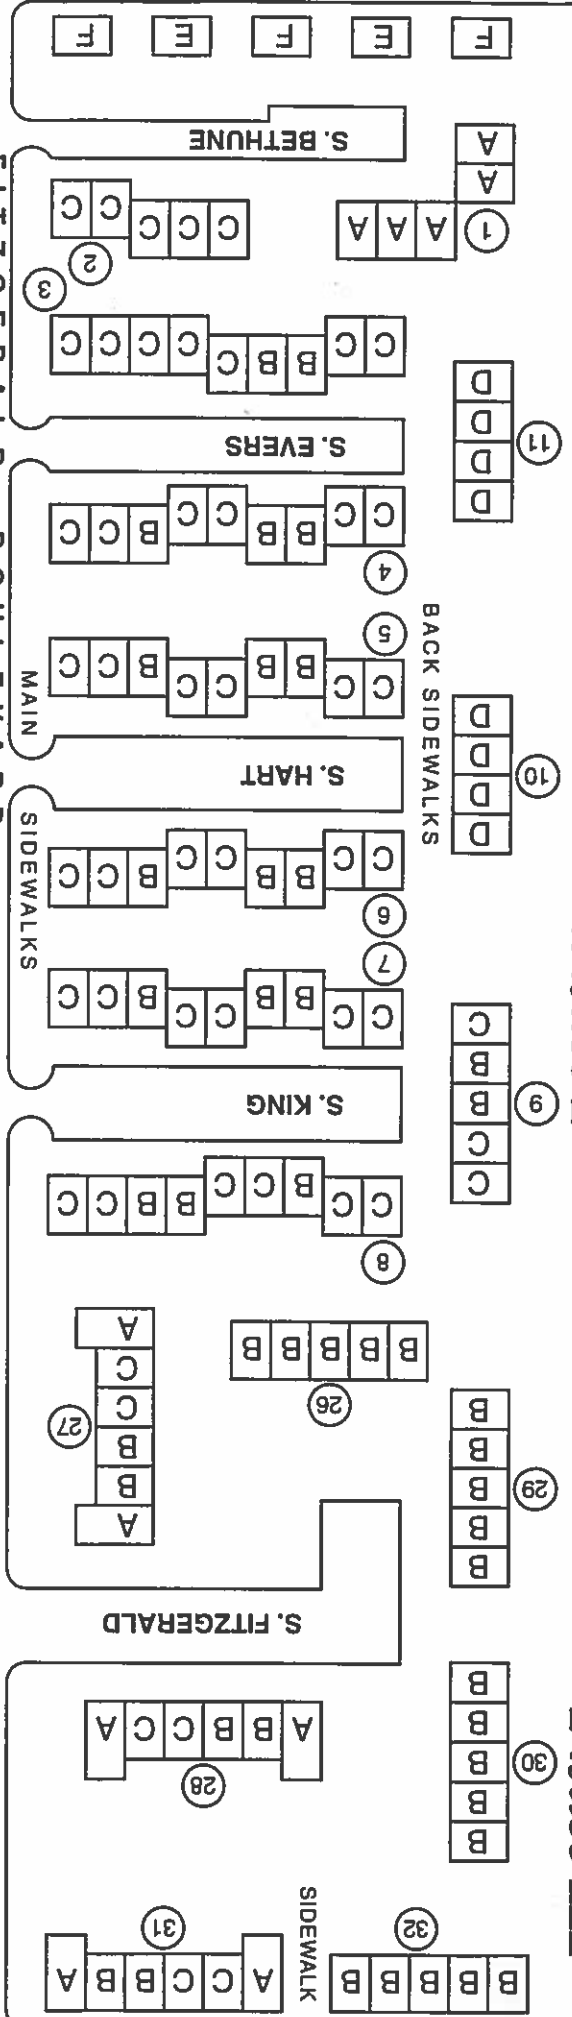 B B B B B
32
SIDEWALK
A C C B B A
31
B
B
B
B
B
30
A B B C C A
28
S. FITZGERALD
B
B
B
B
B
29
B B B B B
26
A
B
B
C
C
A
27
8
C C B C C B B C C
C
C
B
B
C
9
S. KING
C C B B C C B C C
7
6
C C B B C C B C C
MAIN SIDEWALKS
S. HART
D
D
D
D
10
BACK SIDEWALKS
C C B B C C B C C
5
4
C C B B C C B C C
S. EVERS
D
D
D
D
11
C C B B C C C C C
3
2
C C C C C
1
A A A
A
A
S. BETHUNE
F E F E F